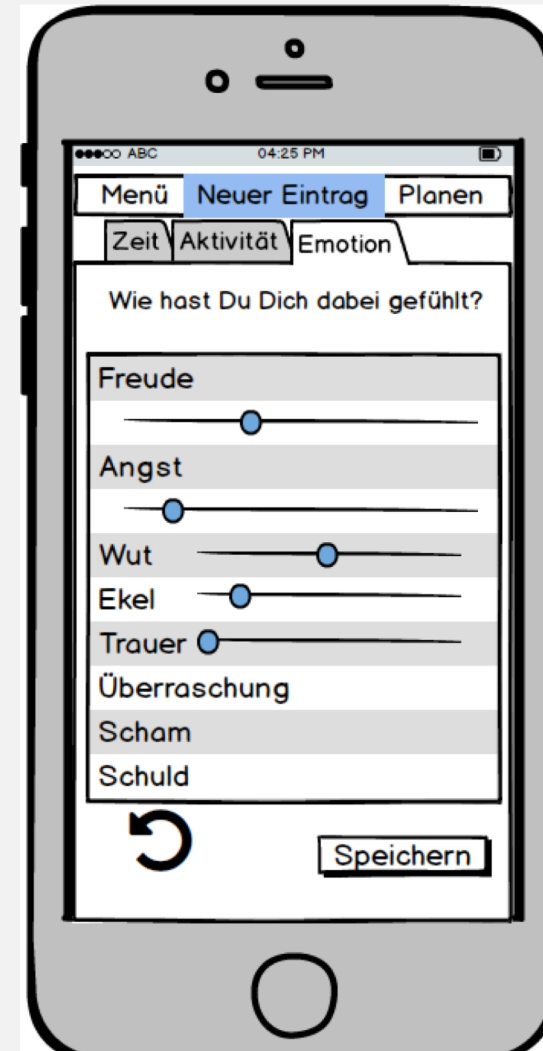 ABC 04:25 PM
Menü Neuer Eintrag Planen
Zeit Aktivität Emotion
Wie hast Du Dich dabei gefühlt?
Freude
Angst
Wut
Ekel
Trauer
Überraschung
Scham
Schuld
Speichern